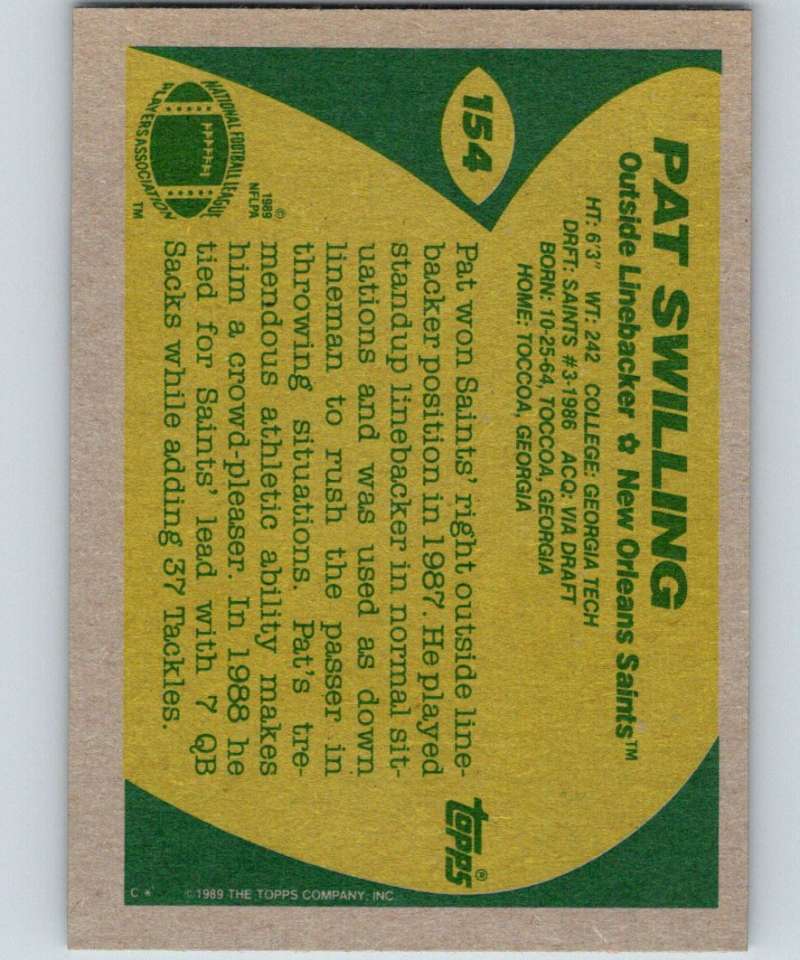 154
PAT SWILLING
Outside Linebacker ✩ New Orleans Saints™
HT: 6'3" WT: 242 COLLEGE: GEORGIA TECH
DRFT: SAINTS #3-1986 ACQ: VIA DRAFT
BORN: 10-25-64, TOCCOA, GEORGIA
HOME: TOCCOA, GEORGIA
Pat won Saints' right outside line-
backer position in 1987. He played
standup linebacker in normal sit-
uations and was used as down
lineman to rush the passer in
throwing situations. Pat's tre-
mendous athletic ability makes
him a crowd-pleaser. In 1988 he
tied for Saints' lead with 7 QB
Sacks while adding 37 Tackles.
NATIONAL FOOTBALL LEAGUE
PLAYERS ASSOCIATION
TM
©
1989
NFLPA
topps®
C * ©1989 THE TOPPS COMPANY, INC.